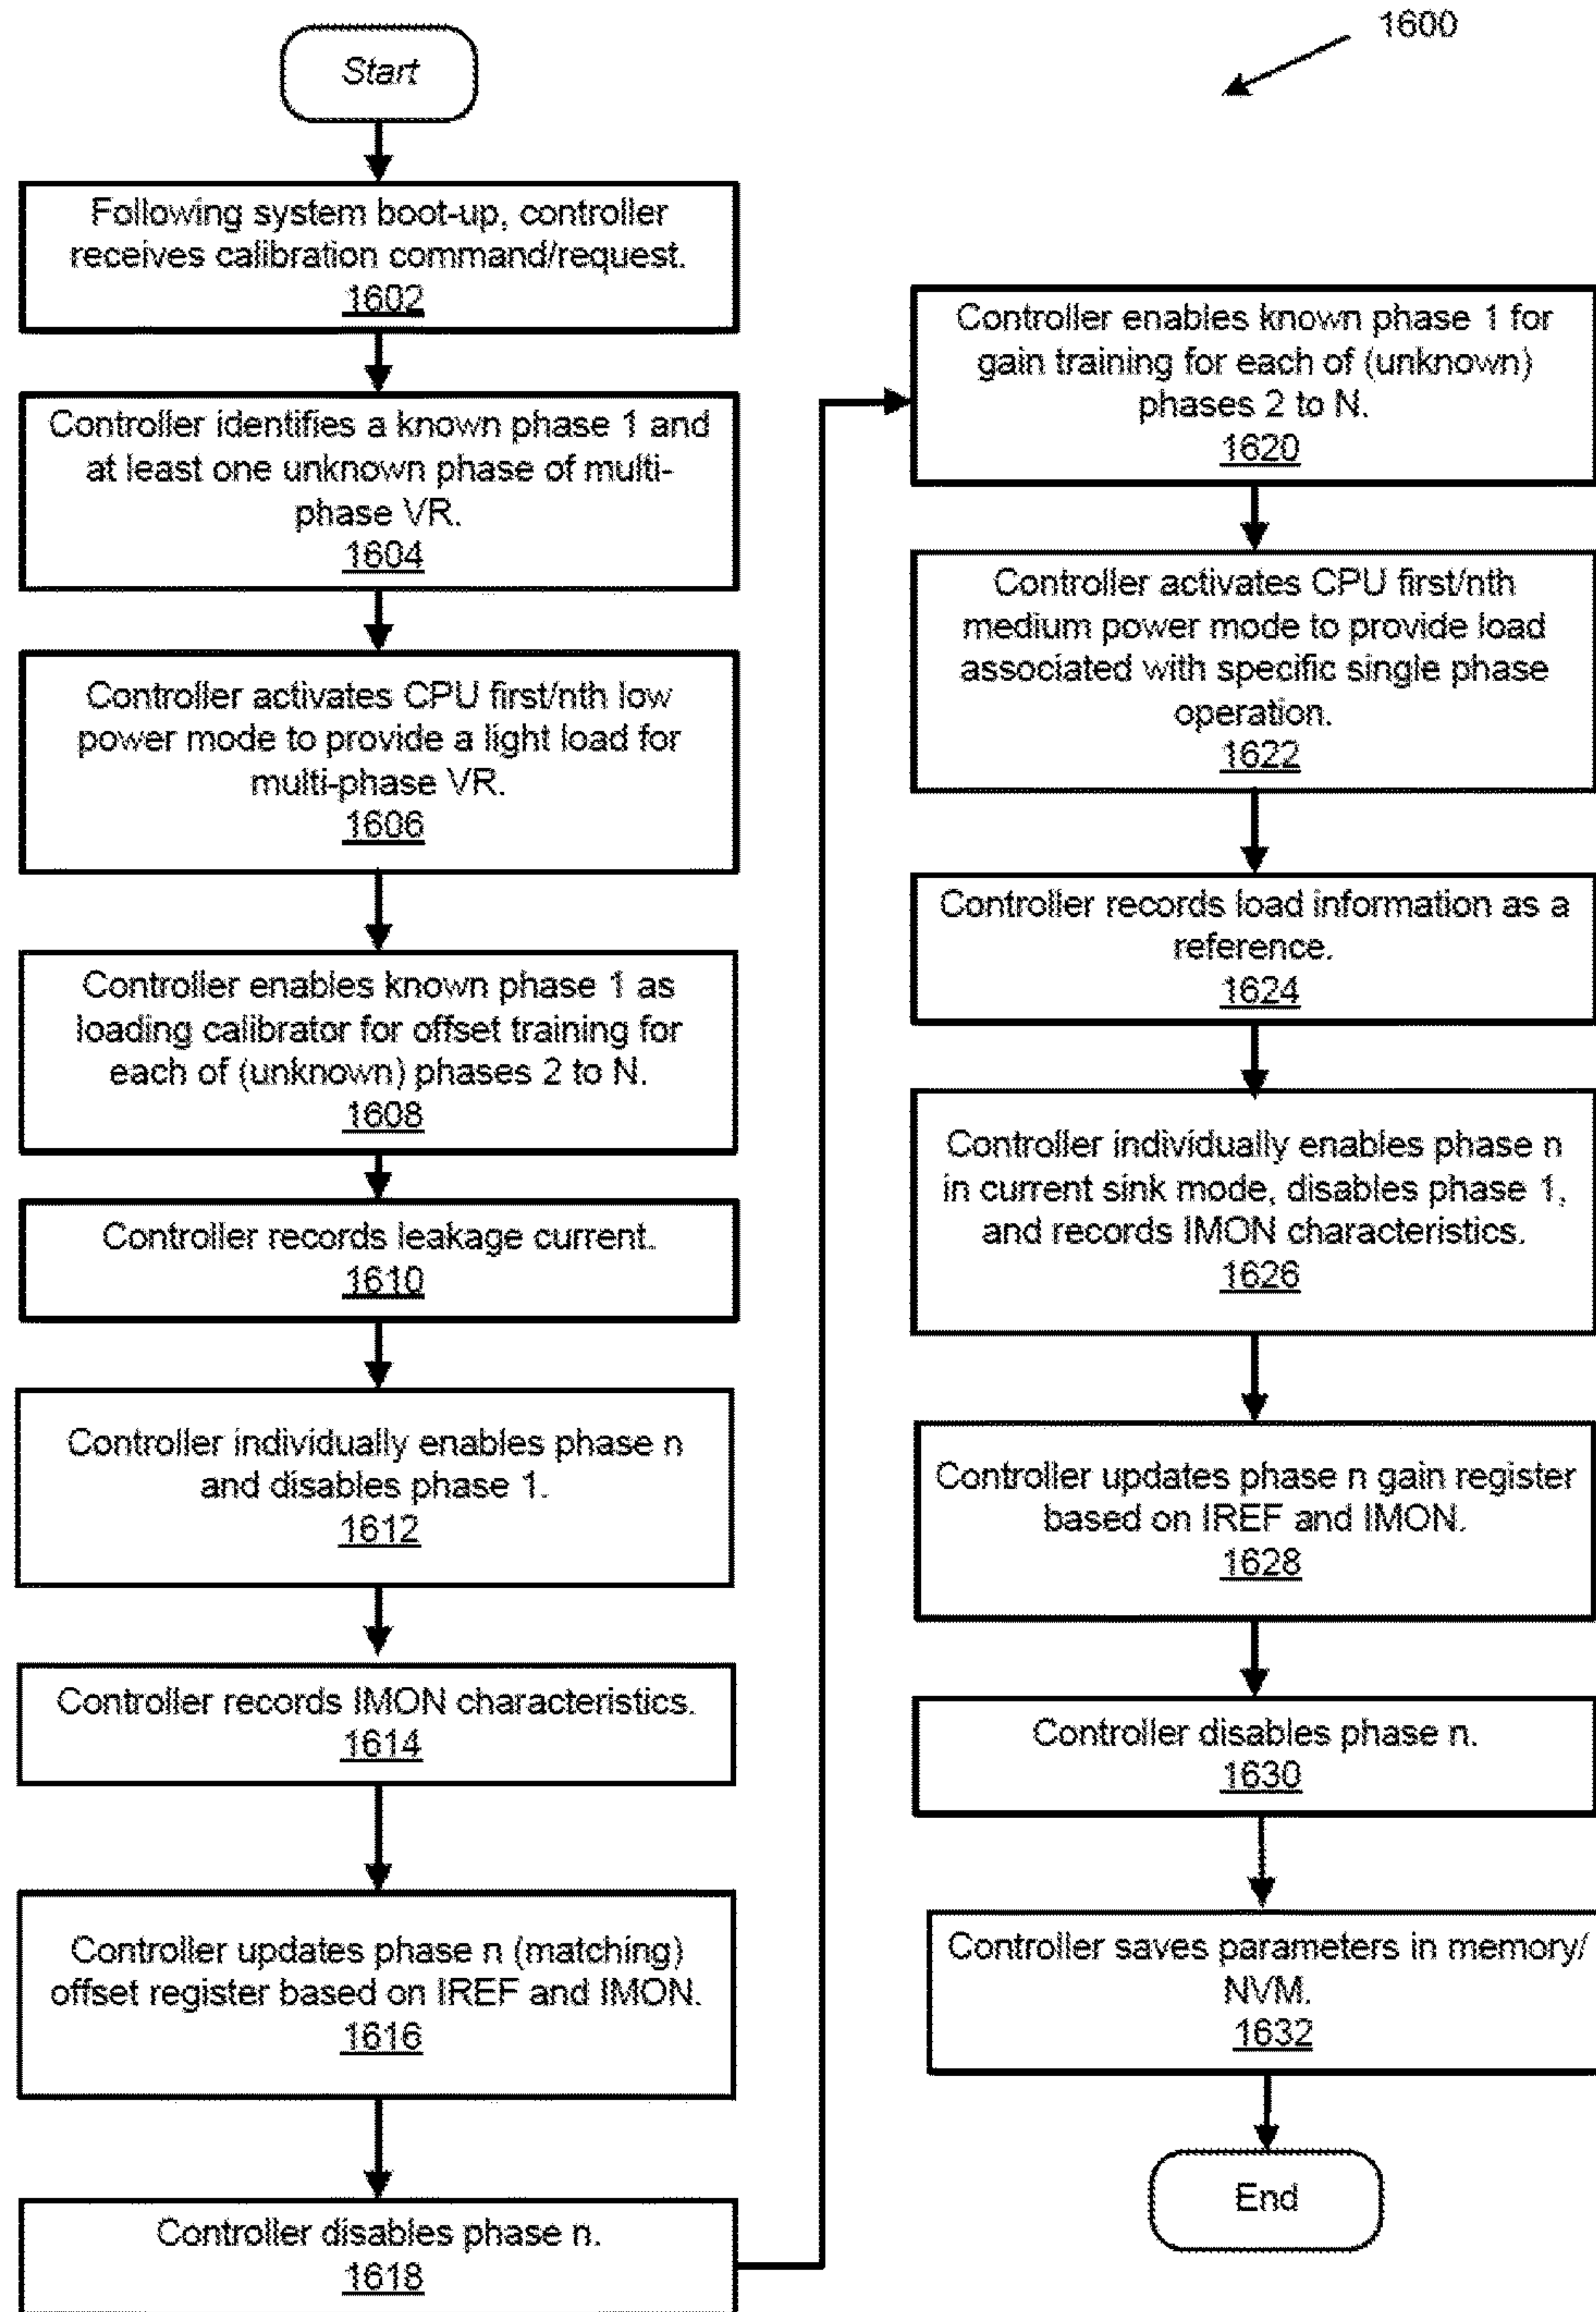 1600
Start
Following system boot-up, controller
receives calibration command/request.
1602
Controller identifies a known phase 1 and
at least one unknown phase of multi-
phase VR.
1604
Controller activates CPU first/nth low
power mode to provide a light load for
multi-phase VR.
1606
Controller enables known phase 1 as
loading calibrator for offset training for
each of (unknown) phases 2 to N.
1608
Controller records leakage current.
1610
Controller individually enables phase n
and disables phase 1.
1612
Controller records IMON characteristics.
1614
Controller updates phase n (matching)
offset register based on IREF and IMON.
1616
Controller disables phase n.
1618
Controller enables known phase 1 for
gain training for each of (unknown)
phases 2 to N.
1620
Controller activates CPU first/nth
medium power mode to provide load
associated with specific single phase
operation.
1622
Controller records load information as a
reference.
1624
Controller individually enables phase n
in current sink mode, disables phase 1,
and records IMON characteristics.
1626
Controller updates phase n gain register
based on IREF and IMON.
1628
Controller disables phase n.
1630
Controller saves parameters in memory/
NVM.
1632
End